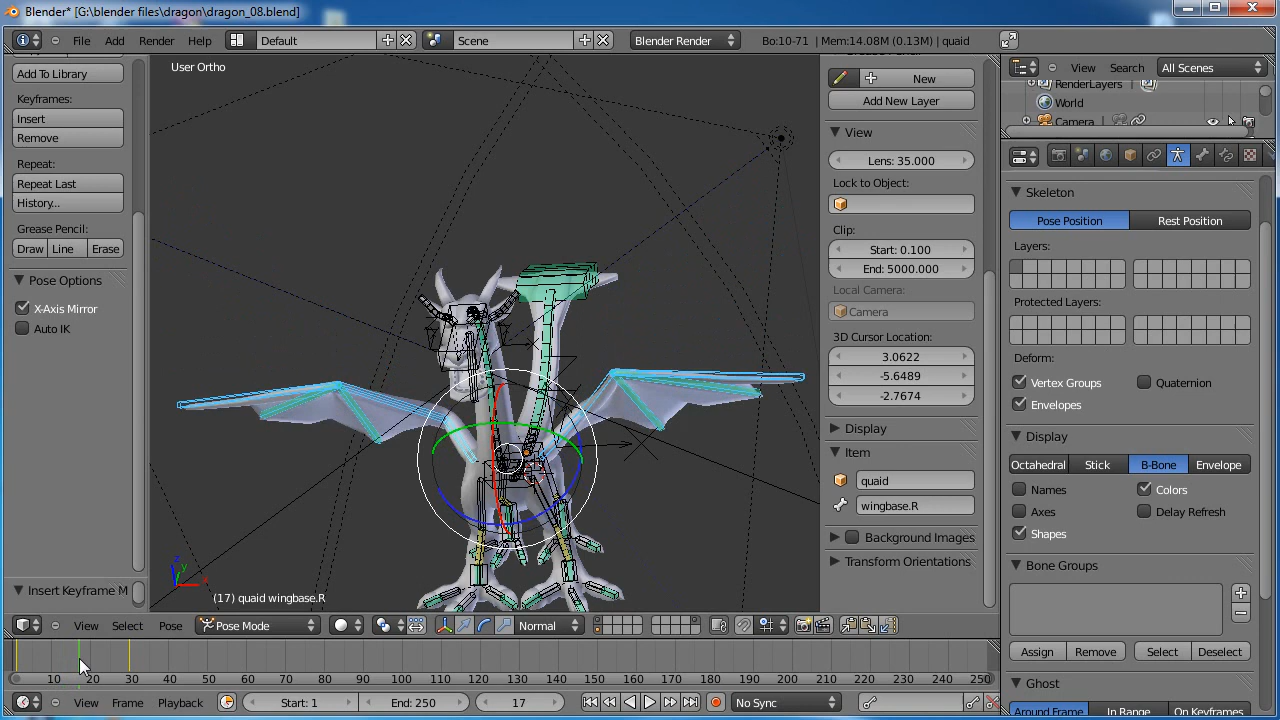 Blender* [G:\blender files\dragon\dragon_08.blend]
File Add Render Help Default Scene Blender Render Bo:10-71 | Mem:14.08M (0.13M) | quaid
Add To Library
Keyframes:
Insert
Remove
Repeat:
Repeat Last
History...
Grease Pencil:
Draw Line Erase
Pose Options
X-Axis Mirror
Auto IK
Insert Keyframe M
User Ortho
z
y
x
(17) quaid wingbase.R
View Select Pose Pose Mode Normal
New
Add New Layer
View
Lens: 35.000
Lock to Object:
Clip:
Start: 0.100
End: 5000.000
Local Camera:
Camera
3D Cursor Location:
3.0622
-5.6489
-2.7674
Display
Item
quaid
wingbase.R
Background Images
Transform Orientations
View Search All Scenes
RenderLayers
World
Camera
Skeleton
Pose Position Rest Position
Layers:
Protected Layers:
Deform:
Vertex Groups Quaternion
Envelopes
Display
Octahedral Stick B-Bone Envelope
Names Colors
Axes Delay Refresh
Shapes
Bone Groups
Assign Remove Select Deselect
Ghost
Around Frame In Range On Keyframes
10 20 30 40 50 60 70 80 90 100 110 120 130 140 150 160 170 180 190 200 210 220 230 240 250
View Frame Playback Start: 1 End: 250 17 No Sync